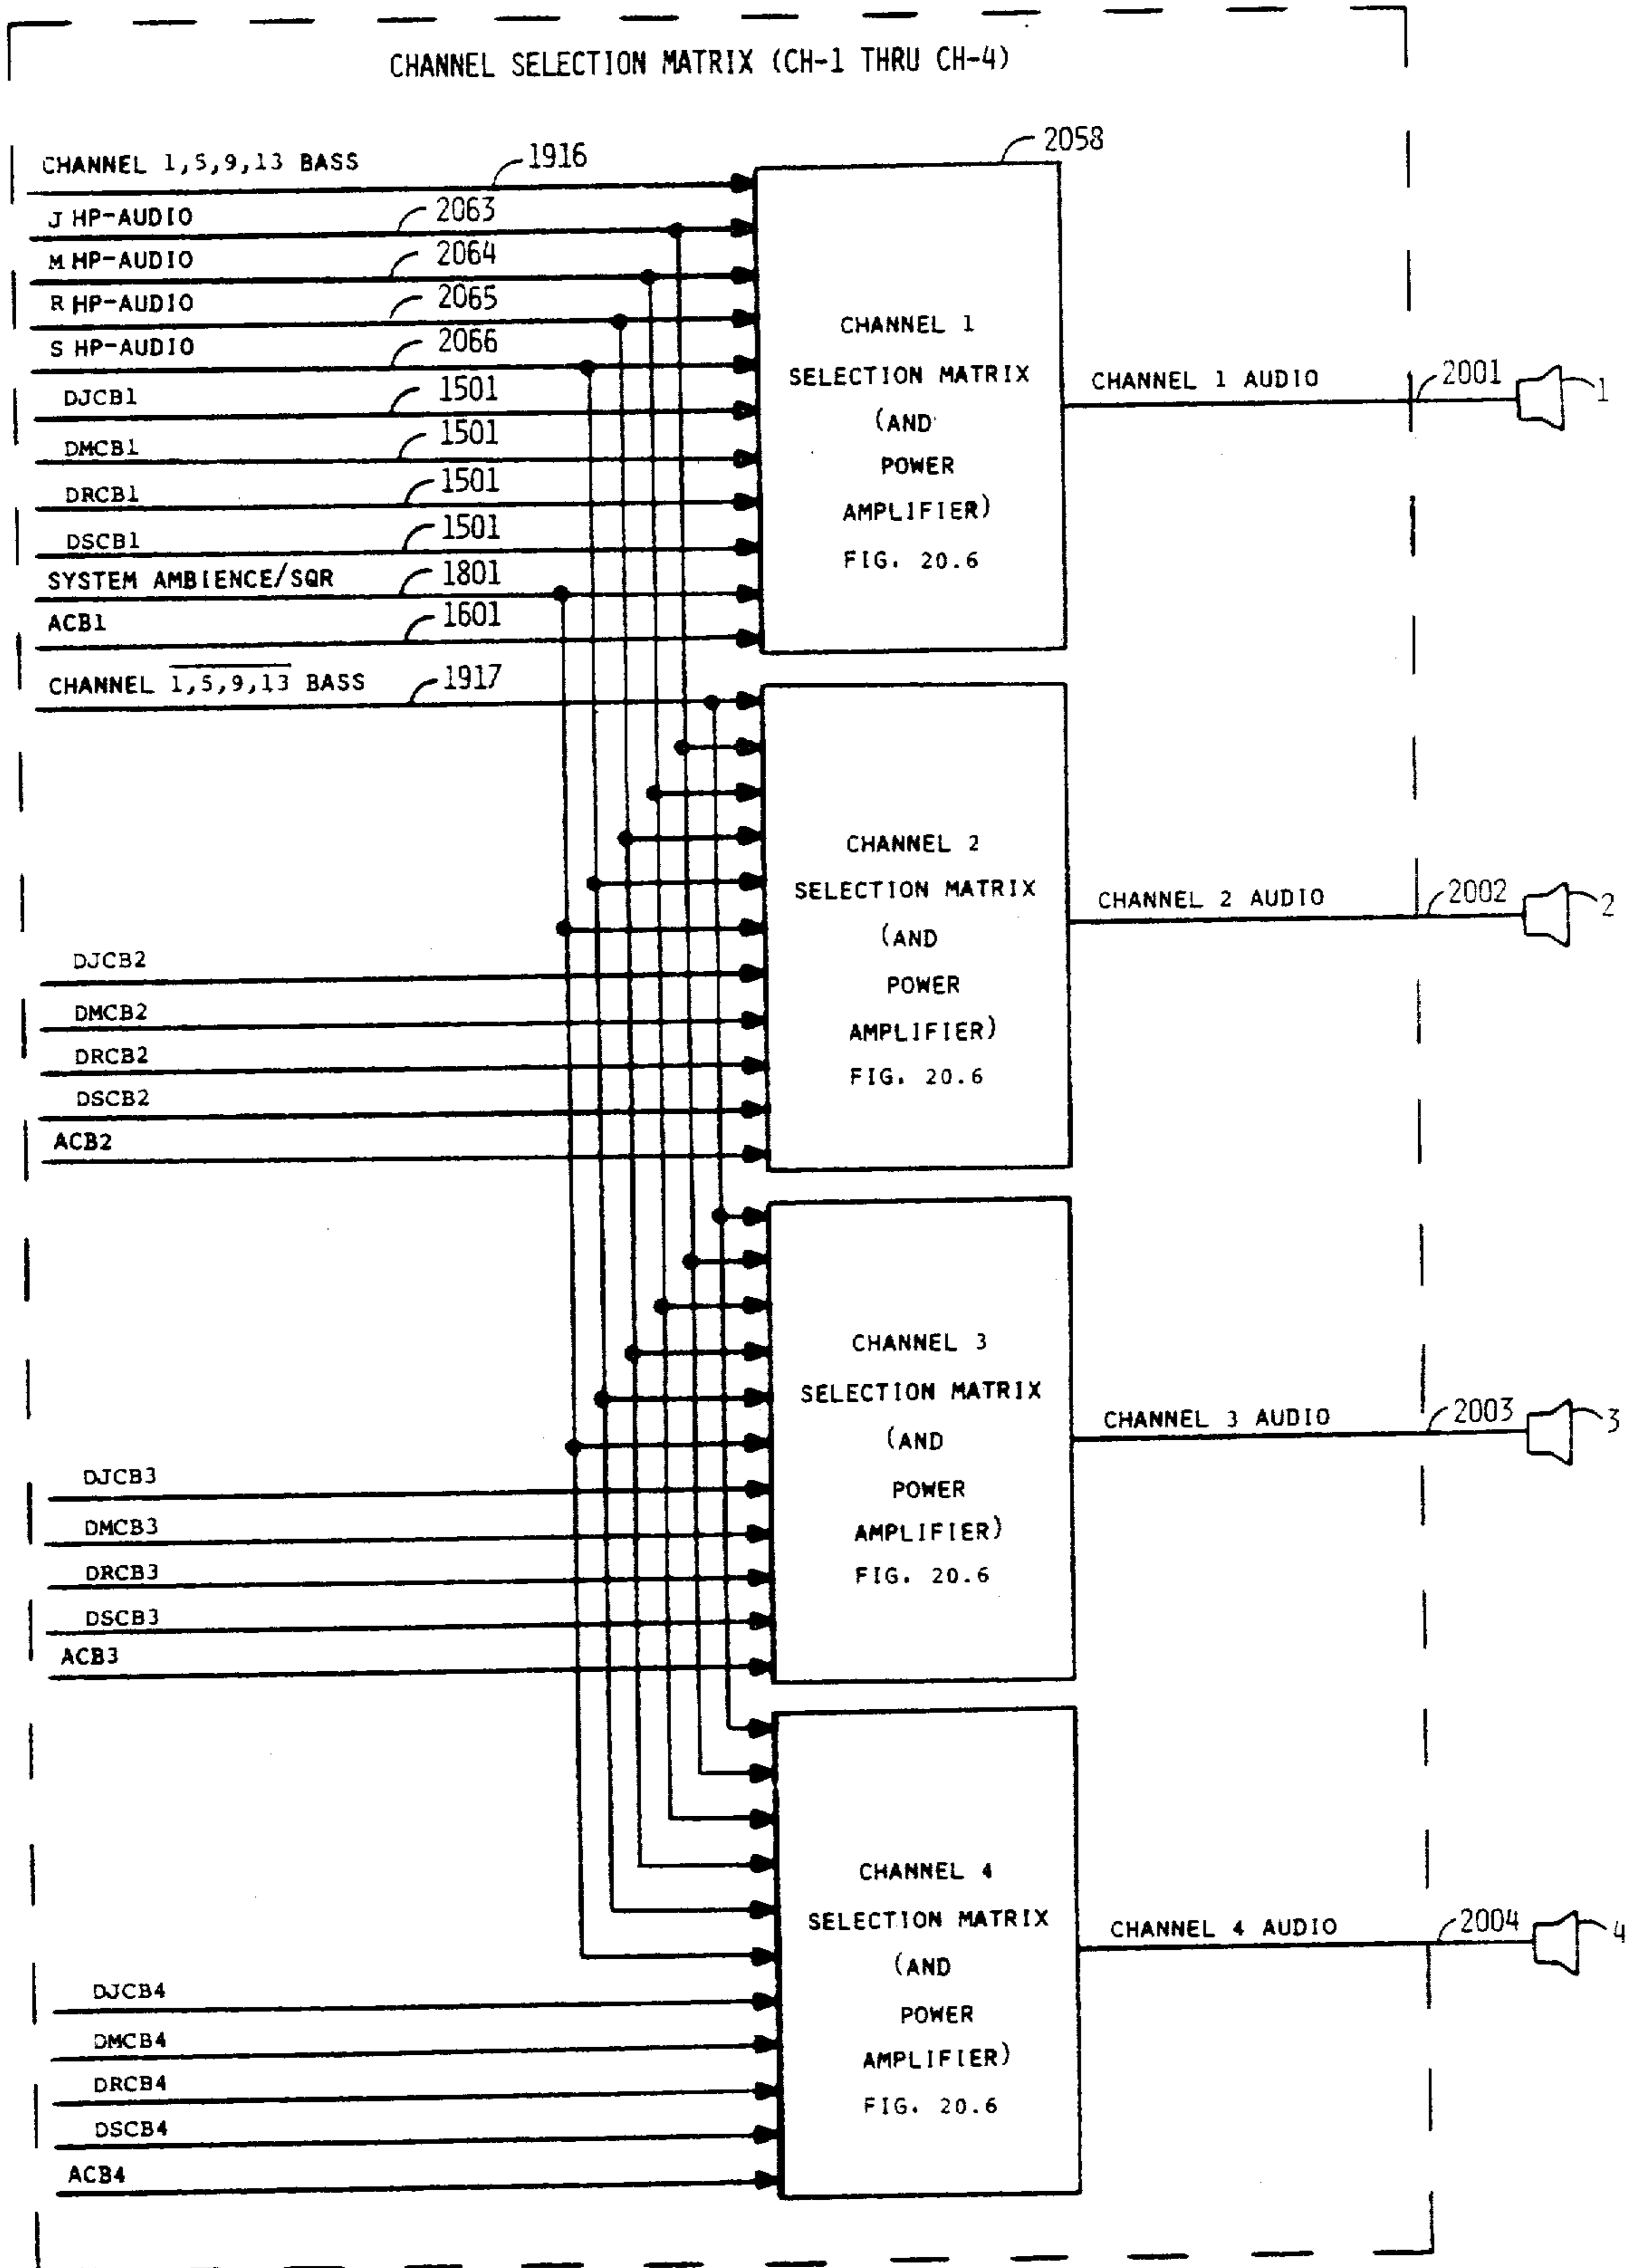 CHANNEL SELECTION MATRIX (CH-1 THRU CH-4)
CHANNEL 1,5,9,13 BASS
1916
2058
J HP-AUDIO
2063
M HP-AUDIO
2064
R HP-AUDIO
2065
S HP-AUDIO
2066
DJCB1
1501
DMCB1
1501
DRCB1
1501
DSCB1
1501
SYSTEM AMBIENCE/SQR
1801
ACB1
1601
CHANNEL 1
SELECTION MATRIX
(AND
POWER
AMPLIFIER)
FIG. 20.6
CHANNEL 1 AUDIO
2001
1
CHANNEL 1,5,9,13 BASS
1917
CHANNEL 2
SELECTION MATRIX
(AND
POWER
AMPLIFIER)
FIG. 20.6
CHANNEL 2 AUDIO
2002
2
DJCB2
DMCB2
DRCB2
DSCB2
ACB2
CHANNEL 3
SELECTION MATRIX
(AND
POWER
AMPLIFIER)
FIG. 20.6
CHANNEL 3 AUDIO
2003
3
DJCB3
DMCB3
DRCB3
DSCB3
ACB3
CHANNEL 4
SELECTION MATRIX
(AND
POWER
AMPLIFIER)
FIG. 20.6
CHANNEL 4 AUDIO
2004
4
DJCB4
DMCB4
DRCB4
DSCB4
ACB4